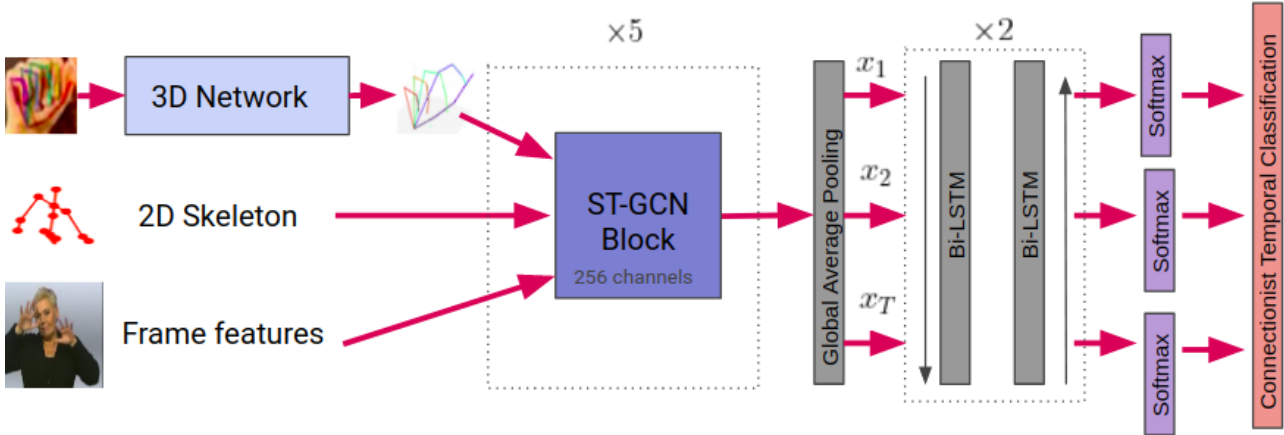 ×5
×2
3D Network
2D Skeleton
Frame features
ST-GCN
Block
256 channels
Global Average Pooling
x1
x2
xT
Bi-LSTM
Bi-LSTM
Softmax
Softmax
Softmax
Connectionist Temporal Classification